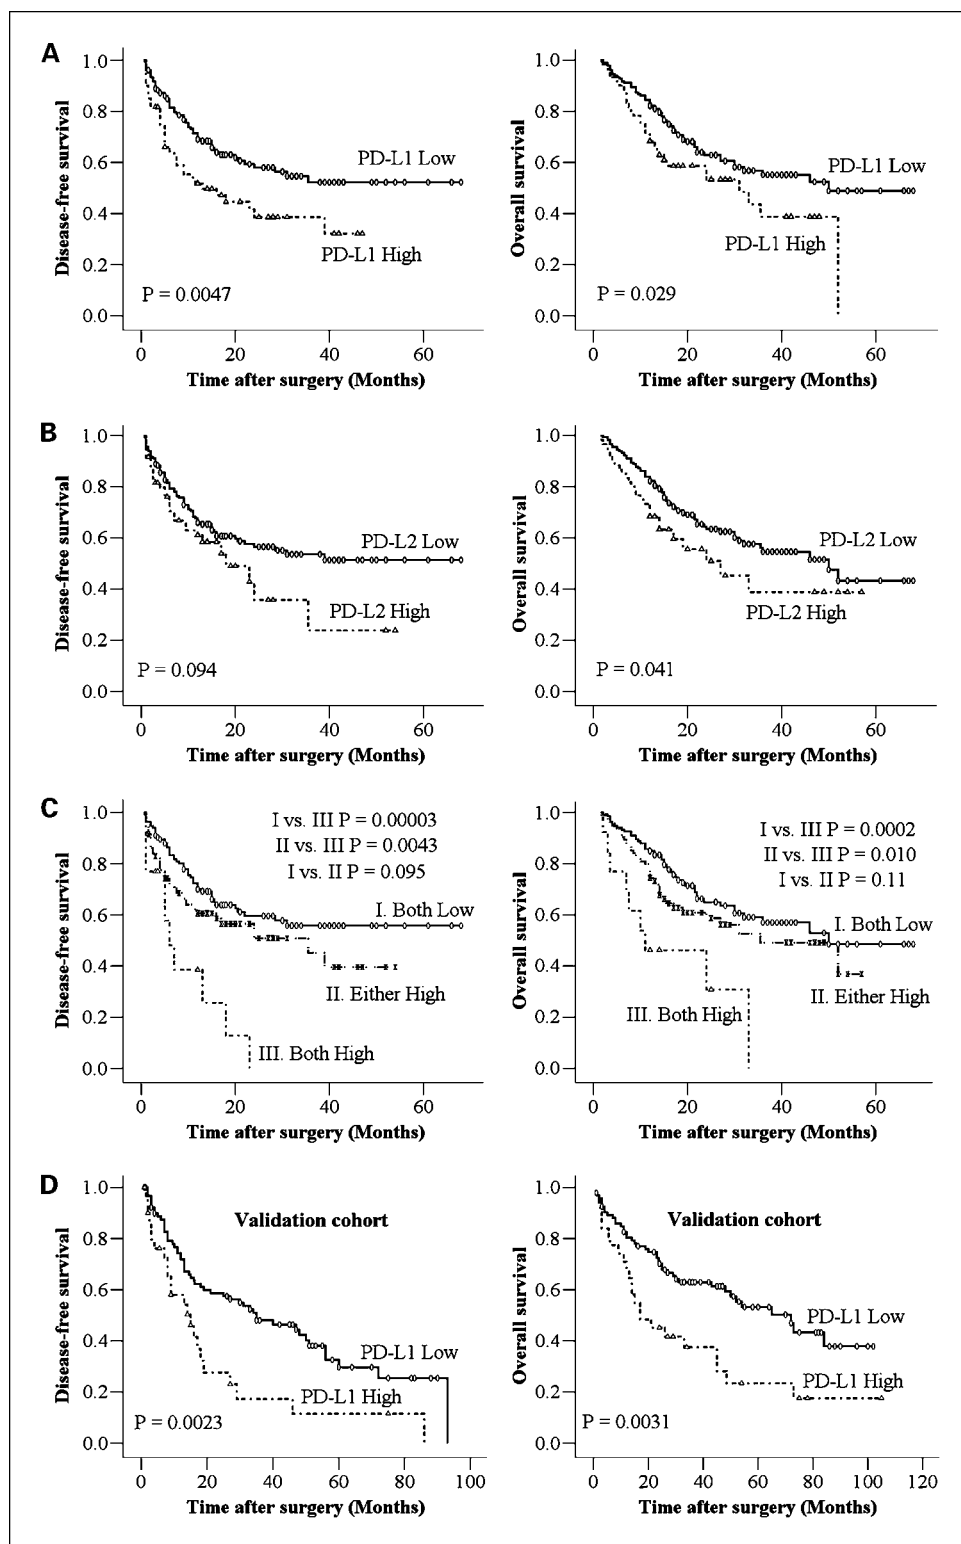 A
Disease-free survival
1.0
0.8
0.6
0.4
0.2
0.0
PD-L1 Low
PD-L1 High
P = 0.0047
0 20 40 60
Time after surgery (Months)
Overall survival
1.0
0.8
0.6
0.4
0.2
0.0
PD-L1 Low
PD-L1 High
P = 0.029
0 20 40 60
Time after surgery (Months)
B
Disease-free survival
1.0
0.8
0.6
0.4
0.2
0.0
PD-L2 Low
PD-L2 High
P = 0.094
0 20 40 60
Time after surgery (Months)
Overall survival
1.0
0.8
0.6
0.4
0.2
0.0
PD-L2 Low
PD-L2 High
P = 0.041
0 20 40 60
Time after surgery (Months)
C
Disease-free survival
1.0
0.8
0.6
0.4
0.2
0.0
I vs. III P = 0.00003
II vs. III P = 0.0043
I vs. II P = 0.095
I. Both Low
II. Either High
III. Both High
0 20 40 60
Time after surgery (Months)
Overall survival
1.0
0.8
0.6
0.4
0.2
0.0
I vs. III P = 0.0002
II vs. III P = 0.010
I vs. II P = 0.11
I. Both Low
II. Either High
III. Both High
0 20 40 60
Time after surgery (Months)
D
Disease-free survival
1.0
0.8
0.6
0.4
0.2
0.0
Validation cohort
PD-L1 Low
PD-L1 High
P = 0.0023
0 20 40 60 80 100
Time after surgery (Months)
Overall survival
1.0
0.8
0.6
0.4
0.2
0.0
Validation cohort
PD-L1 Low
PD-L1 High
P = 0.0031
0 20 40 60 80 100 120
Time after surgery (Months)